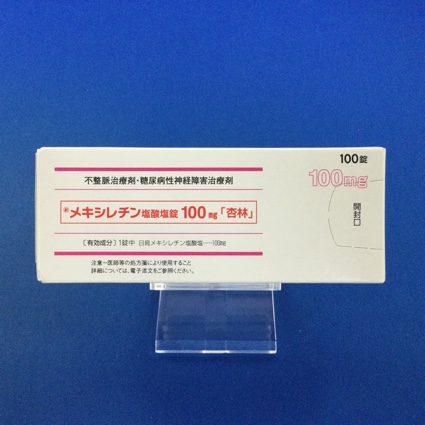 100錠
100mg
開封口
不整脈治療剤・糖尿病性神経障害治療剤
メキシレチン塩酸塩錠100mg「杏林」
〔有効成分〕1錠中 日局メキシレチン塩酸塩……100mg
注意－医師等の処方箋により使用すること
詳細については、電子添文をご参照ください。